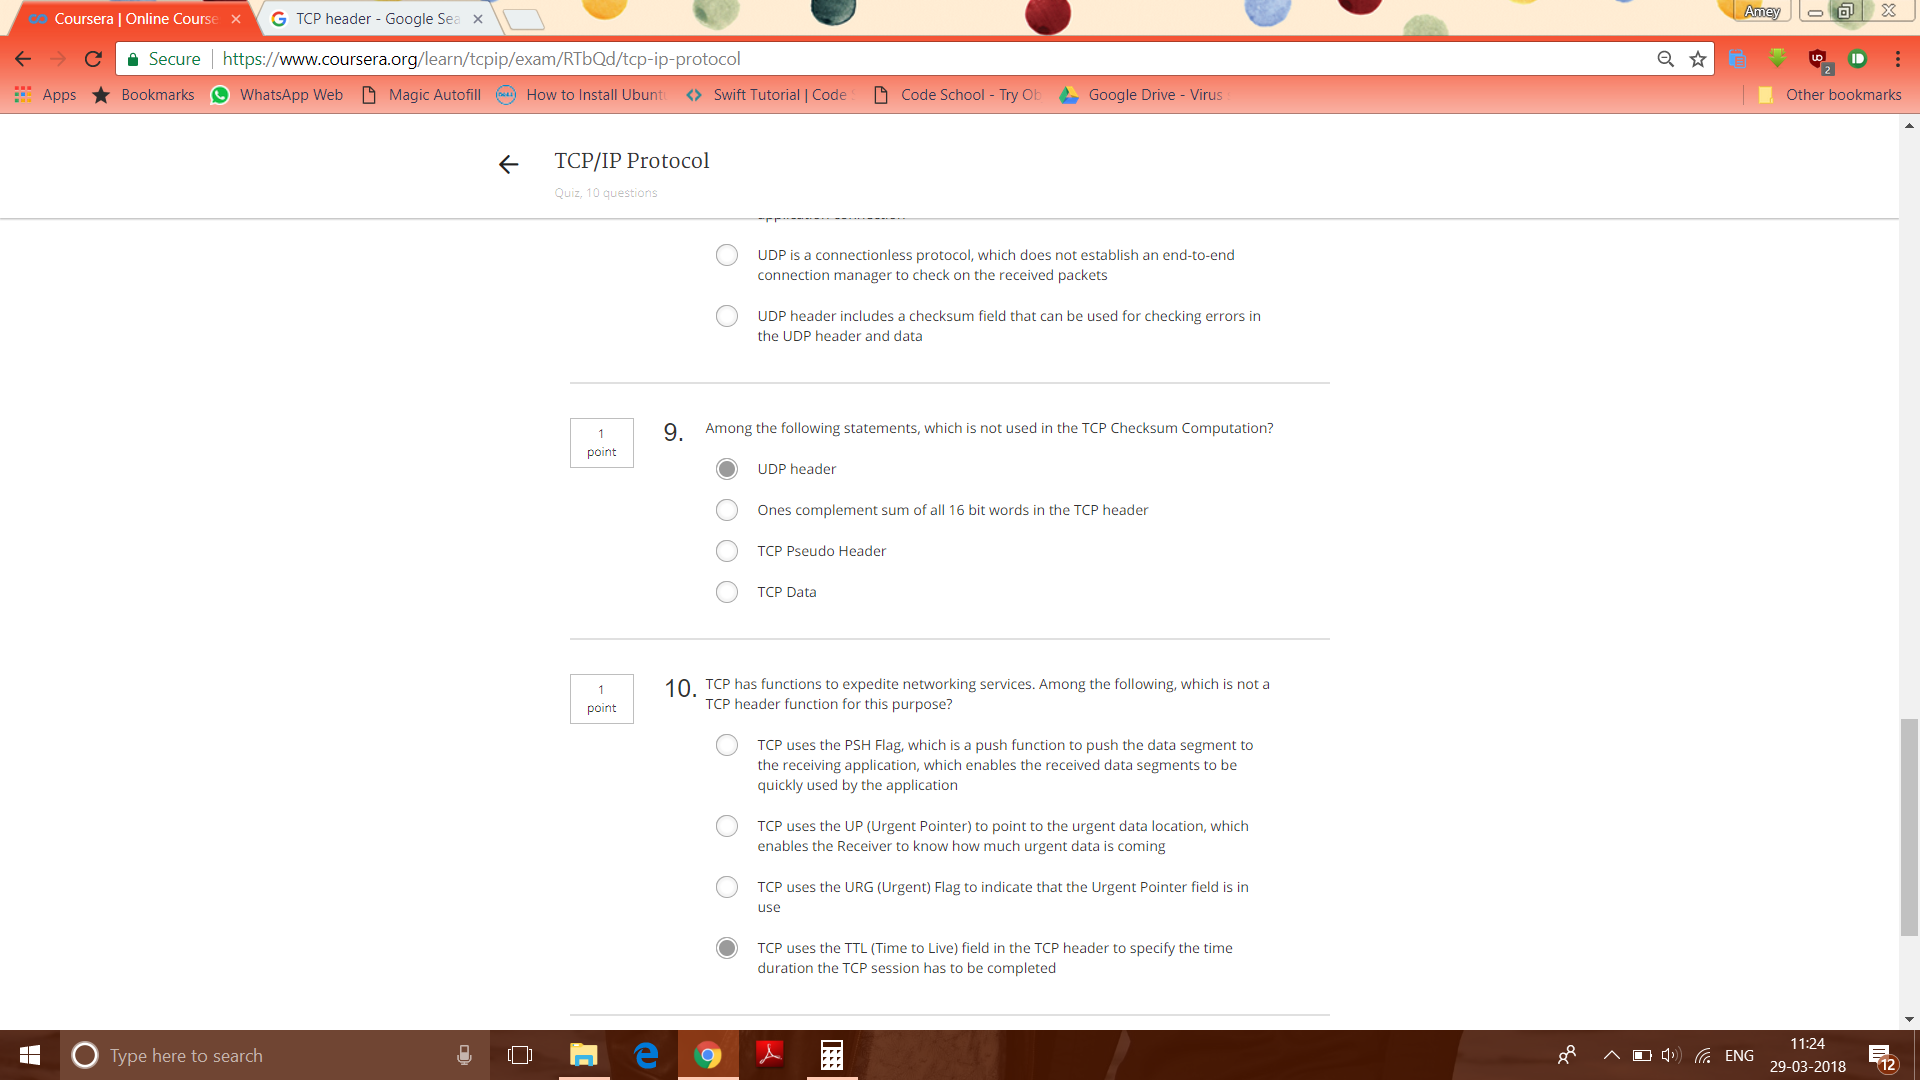 Coursera | Online Course
TCP header - Google Sea
Amey
Secure
https://www.coursera.org/learn/tcpip/exam/RTbQd/tcp-ip-protocol
2
Apps
Bookmarks
WhatsApp Web
Magic Autofill
How to Install Ubunt
Swift Tutorial | Code
Code School - Try Ob
Google Drive - Virus
Other bookmarks
TCP/IP Protocol
Quiz, 10 questions
UDP is a connectionless protocol, which does not establish an end-to-end
connection manager to check on the received packets
UDP header includes a checksum field that can be used for checking errors in
the UDP header and data
1
point
9.
Among the following statements, which is not used in the TCP Checksum Computation?
UDP header
Ones complement sum of all 16 bit words in the TCP header
TCP Pseudo Header
TCP Data
1
point
10.
TCP has functions to expedite networking services. Among the following, which is not a
TCP header function for this purpose?
TCP uses the PSH Flag, which is a push function to push the data segment to
the receiving application, which enables the received data segments to be
quickly used by the application
TCP uses the UP (Urgent Pointer) to point to the urgent data location, which
enables the Receiver to know how much urgent data is coming
TCP uses the URG (Urgent) Flag to indicate that the Urgent Pointer field is in
use
TCP uses the TTL (Time to Live) field in the TCP header to specify the time
duration the TCP session has to be completed
Type here to search
ENG
11:24
29-03-2018
12